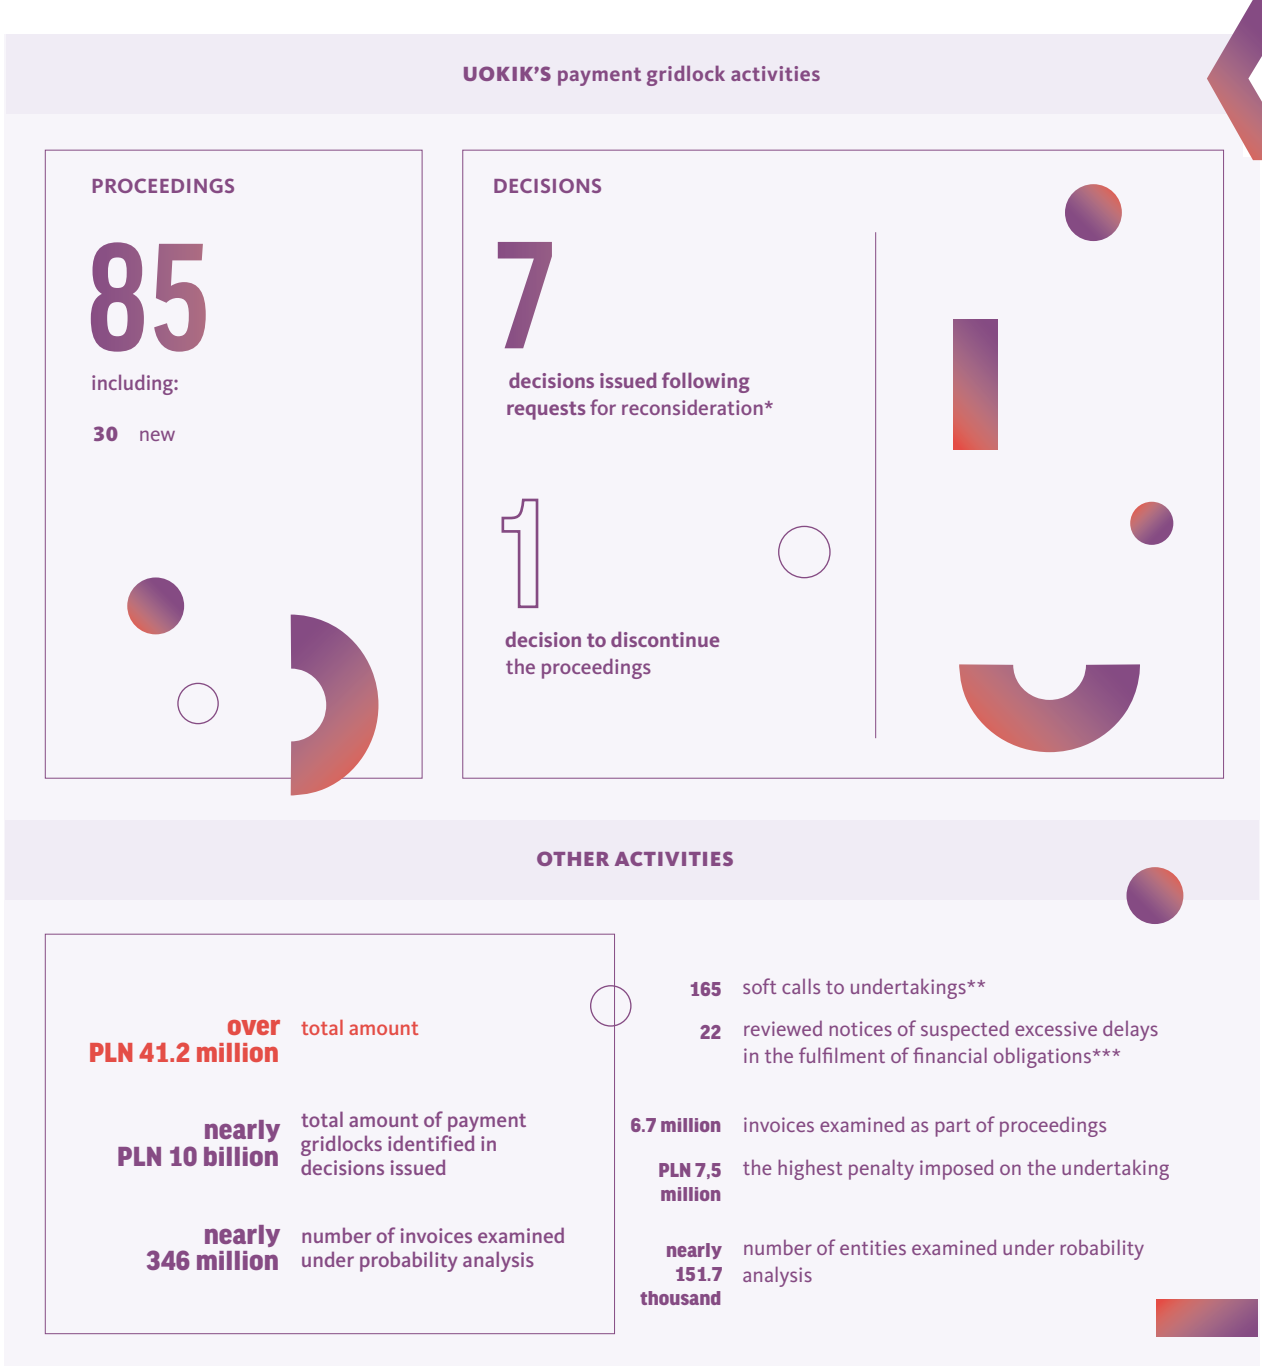 UOKIK'S payment gridlock activities
PROCEEDINGS
85
including:
30 new
DECISIONS
7
decisions issued following
requests for reconsideration*
1
decision to discontinue
the proceedings
OTHER ACTIVITIES
over
PLN 41.2 million
total amount
nearly
PLN 10 billion
total amount of payment
gridlocks identified in
decisions issued
nearly
346 million
number of invoices examined
under probability analysis
165 soft calls to undertakings**
22 reviewed notices of suspected excessive delays
in the fulfilment of financial obligations***
6.7 million invoices examined as part of proceedings
PLN 7,5
million
the highest penalty imposed on the undertaking
nearly
151.7
thousand
number of entities examined under robability
analysis